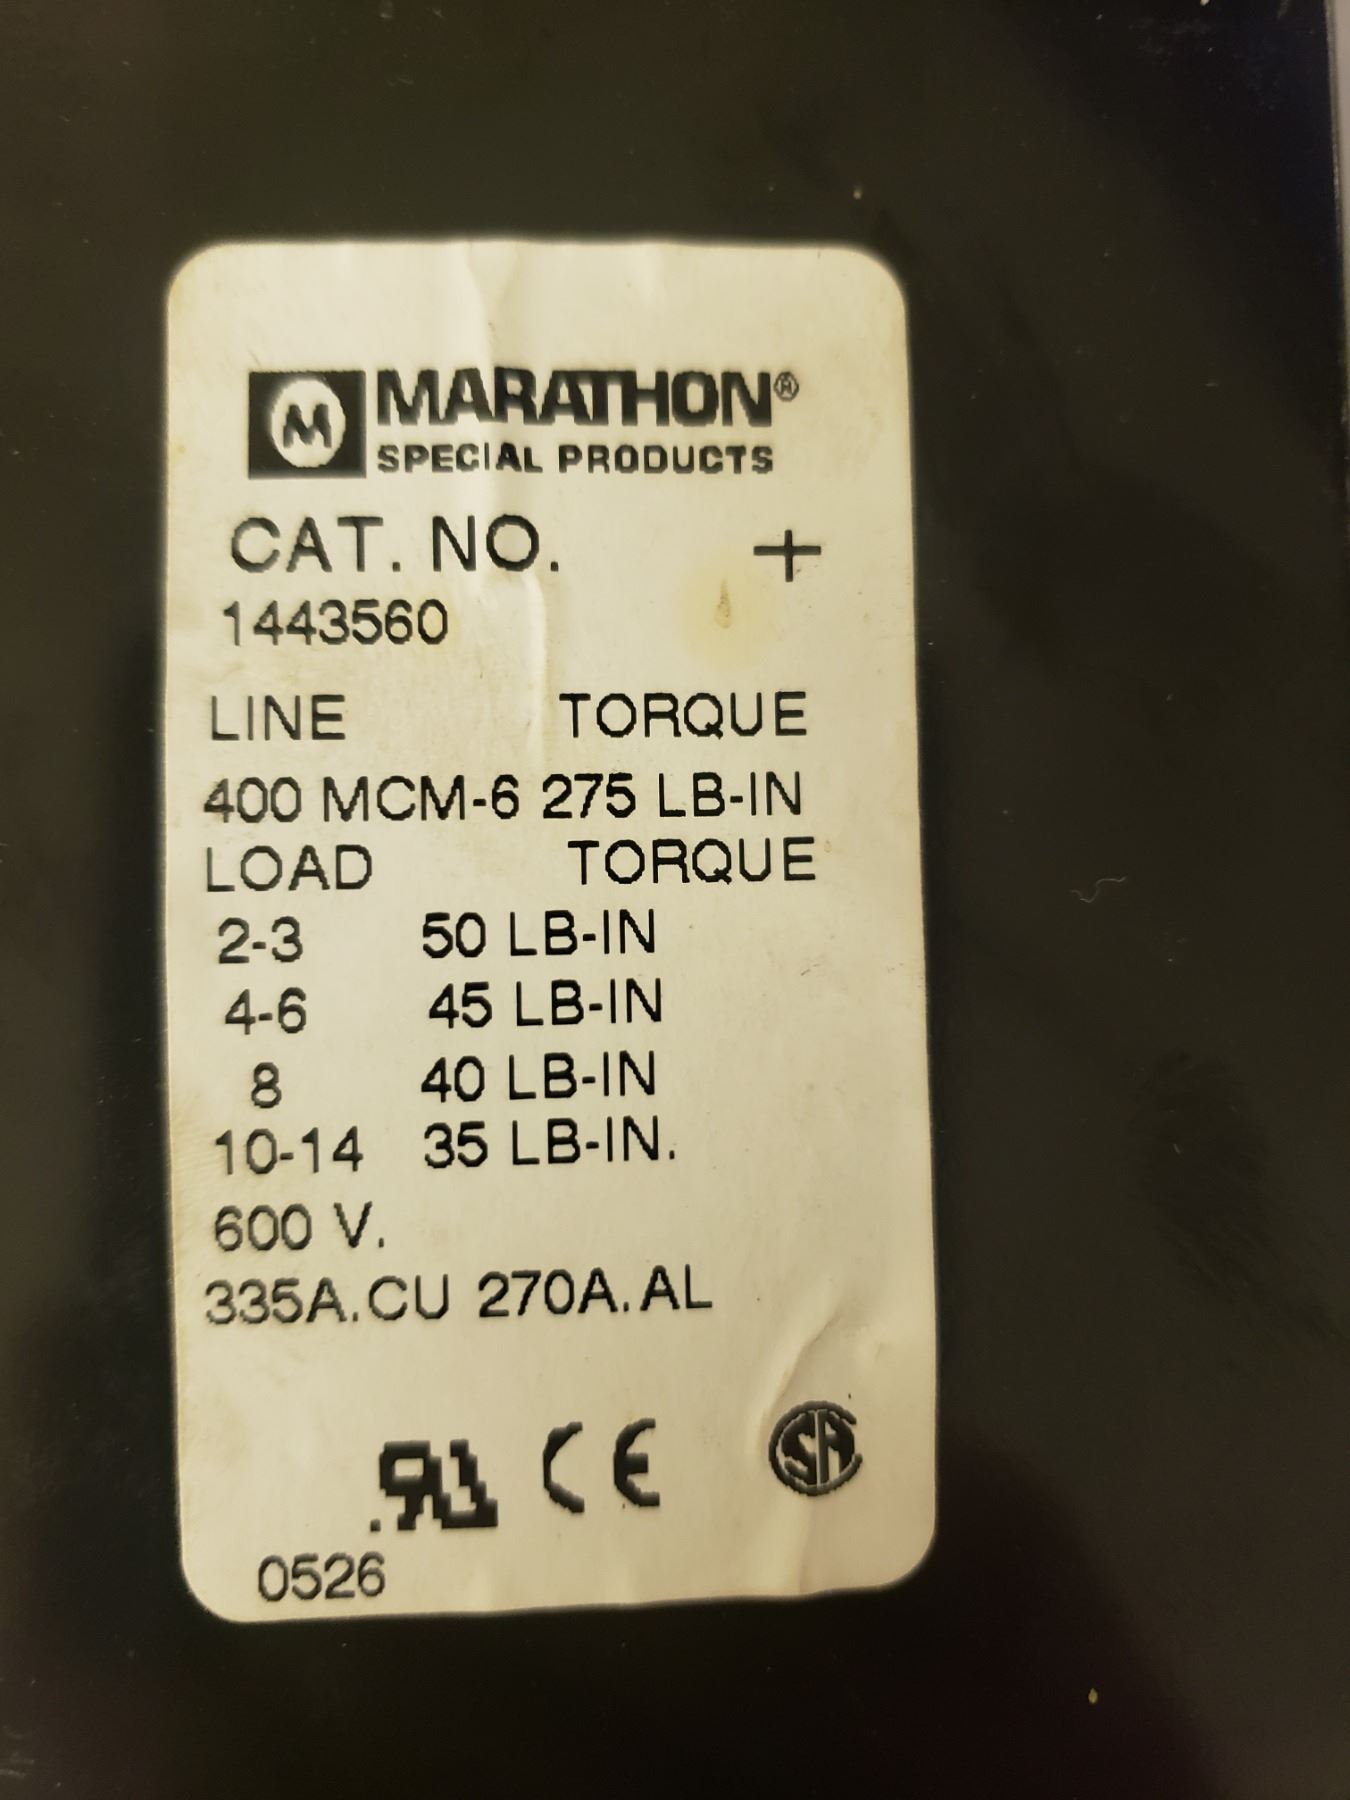 M MARATHON®
SPECIAL PRODUCTS
CAT. NO. +
1443560
LINE TORQUE
400 MCM-6 275 LB-IN
LOAD TORQUE
2-3 50 LB-IN
4-6 45 LB-IN
8 40 LB-IN
10-14 35 LB-IN.
600 V.
335A.CU 270A.AL
.RU CE SA
0526